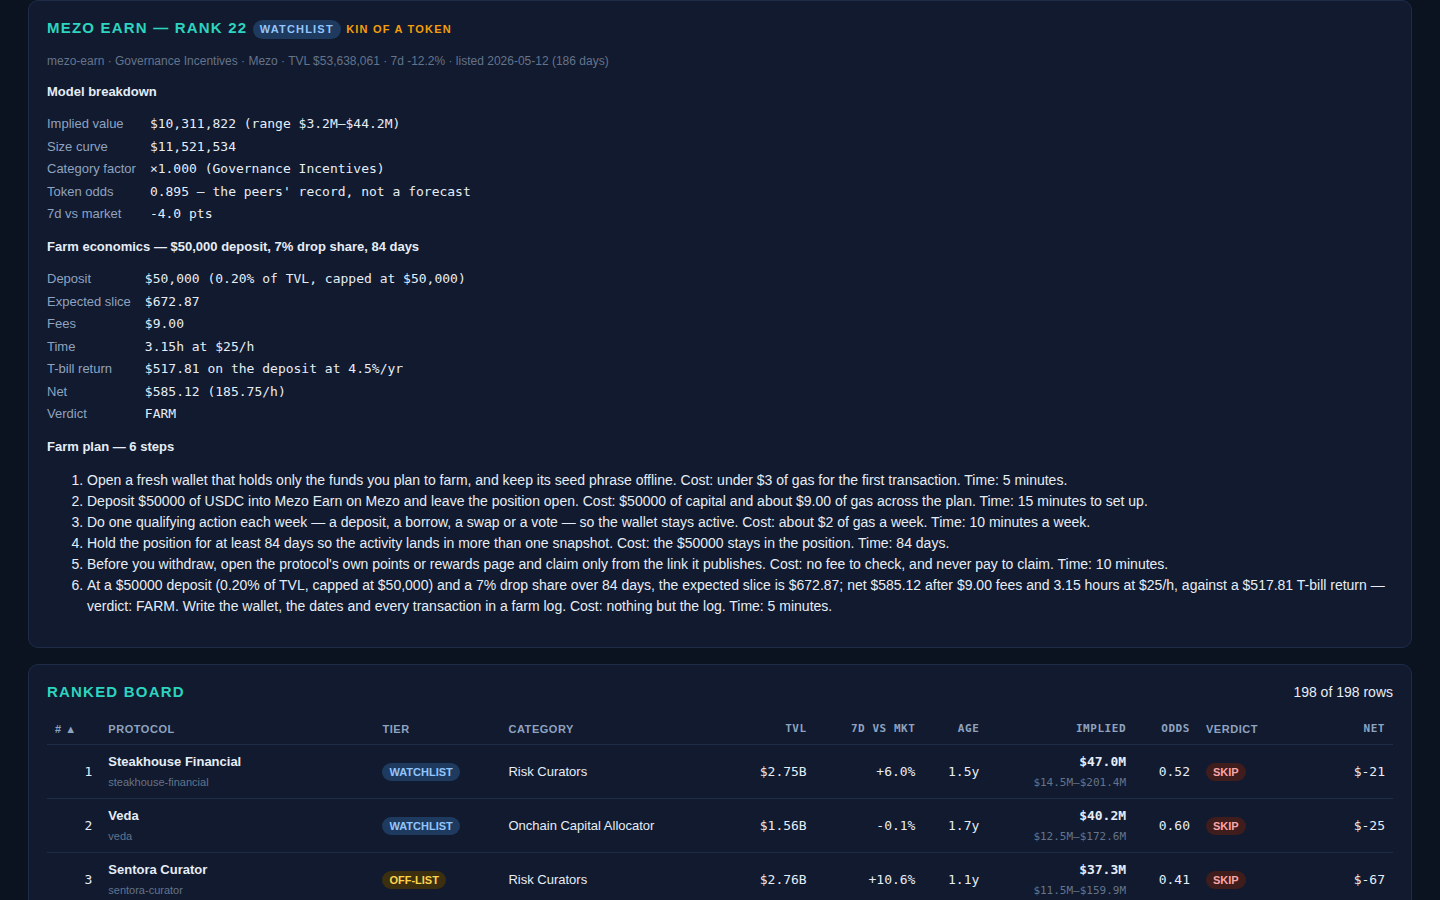 MEZO EARN — RANK 22 WATCHLIST KIN OF A TOKEN
mezo-earn · Governance Incentives · Mezo · TVL $53,638,061 · 7d -12.2% · listed 2026-05-12 (186 days)
Model breakdown
Implied value $10,311,822 (range $3.2M–$44.2M)
Size curve $11,521,534
Category factor ×1.000 (Governance Incentives)
Token odds 0.895 — the peers' record, not a forecast
7d vs market -4.0 pts
Farm economics — $50,000 deposit, 7% drop share, 84 days
Deposit $50,000 (0.20% of TVL, capped at $50,000)
Expected slice $672.87
Fees $9.00
Time 3.15h at $25/h
T-bill return $517.81 on the deposit at 4.5%/yr
Net $585.12 (185.75/h)
Verdict FARM
Farm plan — 6 steps
1. Open a fresh wallet that holds only the funds you plan to farm, and keep its seed phrase offline. Cost: under $3 of gas for the first transaction. Time: 5 minutes.
2. Deposit $50000 of USDC into Mezo Earn on Mezo and leave the position open. Cost: $50000 of capital and about $9.00 of gas across the plan. Time: 15 minutes to set up.
3. Do one qualifying action each week — a deposit, a borrow, a swap or a vote — so the wallet stays active. Cost: about $2 of gas a week. Time: 10 minutes a week.
4. Hold the position for at least 84 days so the activity lands in more than one snapshot. Cost: the $50000 stays in the position. Time: 84 days.
5. Before you withdraw, open the protocol's own points or rewards page and claim only from the link it publishes. Cost: no fee to check, and never pay to claim. Time: 10 minutes.
6. At a $50000 deposit (0.20% of TVL, capped at $50,000) and a 7% drop share over 84 days, the expected slice is $672.87; net $585.12 after $9.00 fees and 3.15 hours at $25/h, against a $517.81 T-bill return —
verdict: FARM. Write the wallet, the dates and every transaction in a farm log. Cost: nothing but the log. Time: 5 minutes.
RANKED BOARD 198 of 198 rows
# ▲ PROTOCOL TIER CATEGORY TVL 7D VS MKT AGE IMPLIED ODDS VERDICT NET
1 Steakhouse Financial WATCHLIST Risk Curators $2.75B +6.0% 1.5y $47.0M 0.52 SKIP $-21
steakhouse-financial $14.5M–$201.4M
2 Veda WATCHLIST Onchain Capital Allocator $1.56B -0.1% 1.7y $40.2M 0.60 SKIP $-25
veda $12.5M–$172.6M
3 Sentora Curator OFF-LIST Risk Curators $2.76B +10.6% 1.1y $37.3M 0.41 SKIP $-67
sentora-curator $11.5M–$159.9M